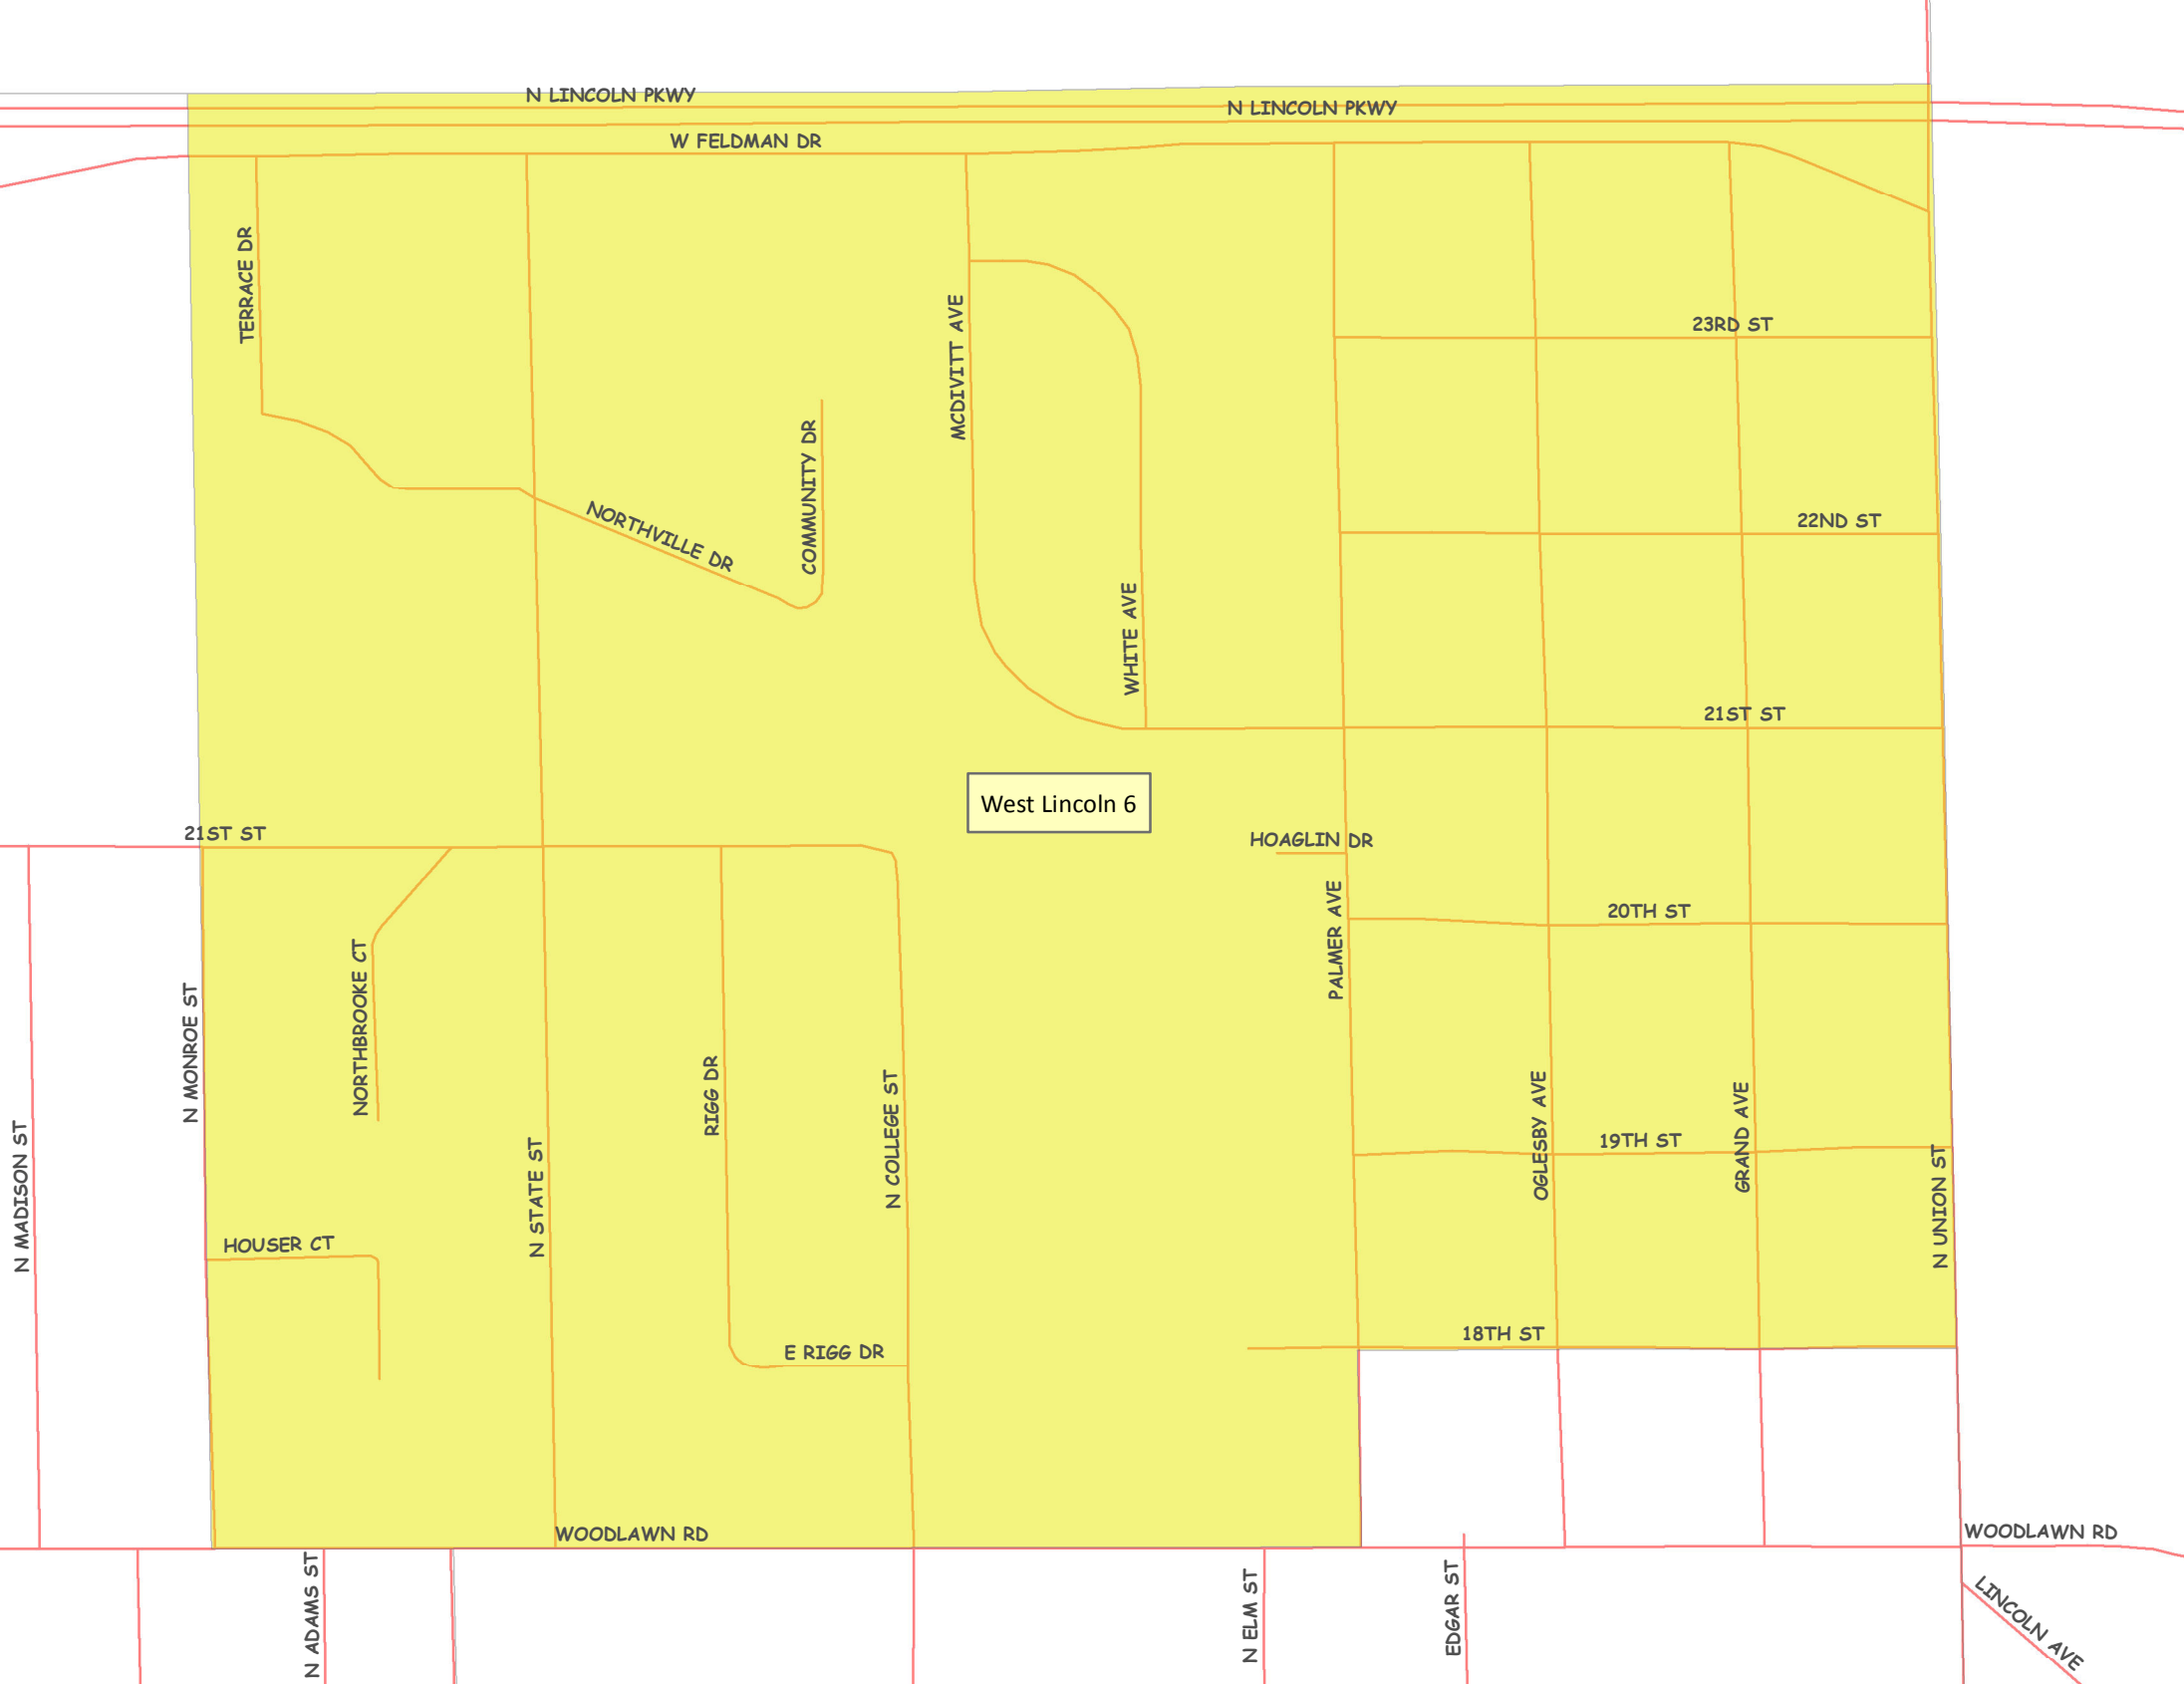 N LINCOLN PKWY
N LINCOLN PKWY
W FELDMAN DR
TERRACE DR
MCDIVITT AVE
23RD ST
COMMUNITY DR
NORTHVILLE DR
22ND ST
WHITE AVE
21ST ST
West Lincoln 6
21ST ST
HOAGLIN DR
PALMER AVE
20TH ST
N MONROE ST
NORTHBROOKE CT
RIGG DR
N COLLEGE ST
OGLESBY AVE
GRAND AVE
19TH ST
N MADISON ST
N STATE ST
N UNION ST
HOUSER CT
18TH ST
E RIGG DR
WOODLAWN RD
WOODLAWN RD
N ADAMS ST
N ELM ST
EDGAR ST
LINCOLN AVE